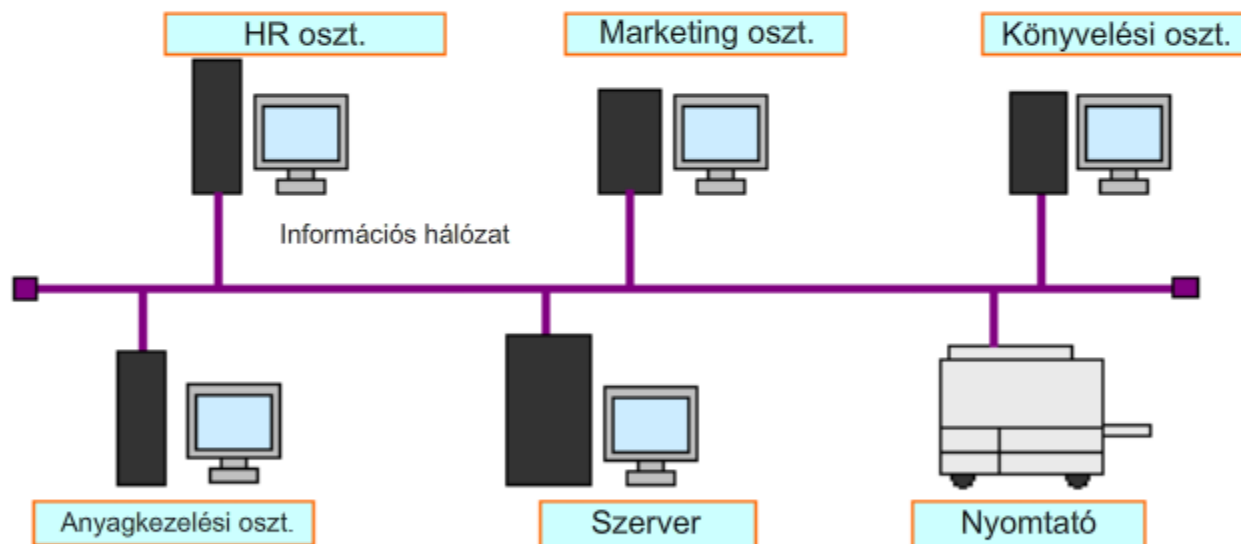 HR oszt.
Marketing oszt.
Könyvelési oszt.
Információs hálózat
Anyagkezelési oszt.
Szerver
Nyomtató